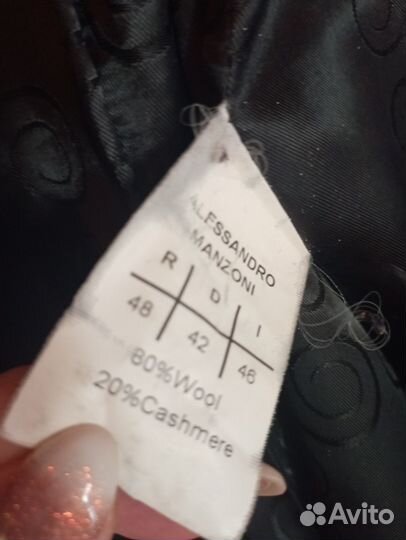 ALESSANDRO
MANZONI
R D I
48 42 46
80%Wool
20%Cashmere
Avito